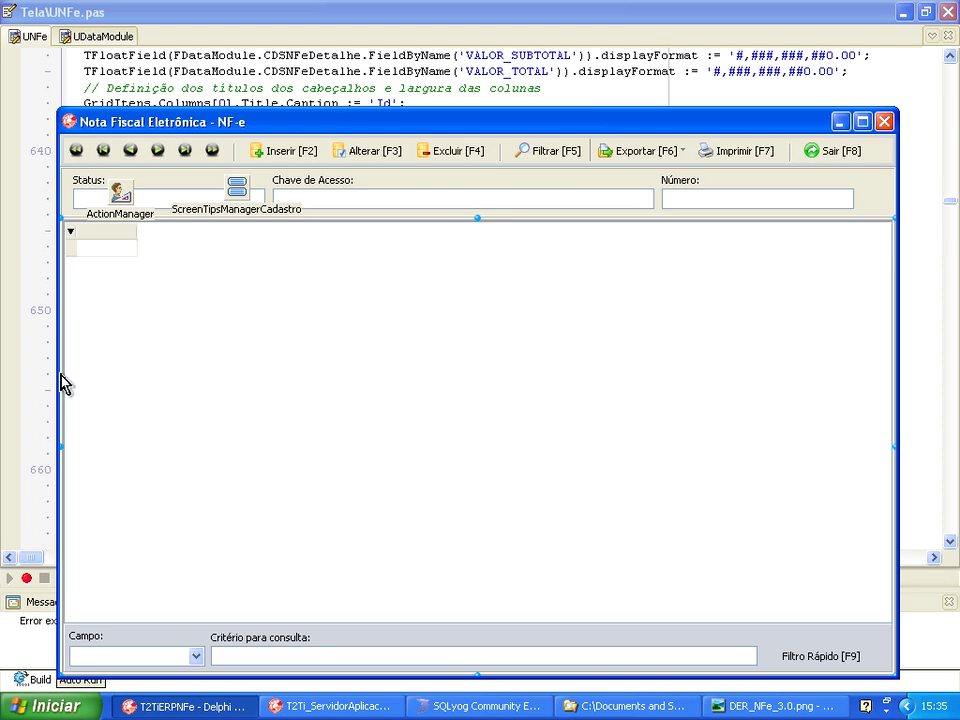 Tela\UNFe.pas
UNFe UDataModule
TFloatField(FDataModule.CDSNFeDetalhe.FieldByName('VALOR_SUBTOTAL')).displayFormat := '#,###,###,##0.00';
TFloatField(FDataModule.CDSNFeDetalhe.FieldByName('VALOR_TOTAL')).displayFormat := '#,###,###,##0.00';
// Definição dos títulos dos cabeçalhos e largura das colunas
GridItens.Columns[0].Title.Caption := 'Id';
Nota Fiscal Eletrônica - NF-e
640
Inserir [F2] Alterar [F3] Excluir [F4] Filtrar [F5] Exportar [F6] Imprimir [F7] Sair [F8]
Status: Chave de Acesso: Número:
ActionManager ScreenTipsManagerCadastro
650
660
Messa
Error ex
Campo: Critério para consulta:
Filtro Rápido [F9]
Build Auto Run
Iniciar T2TiERPNFe - Delphi ... T2Ti_ServidorAplicac... SQLyog Community E... C:\Documents and S... DER_NFe_3.0.png - ... 15:35